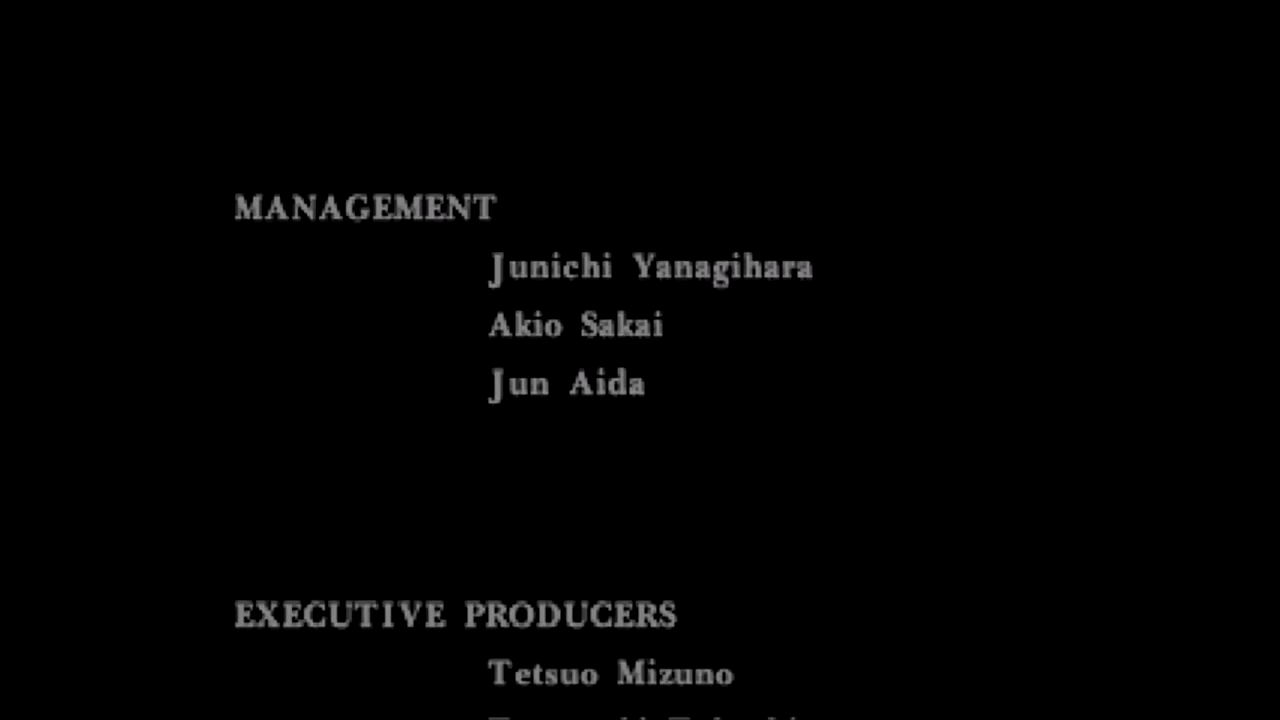 MANAGEMENT
Junichi Yanagihara
Akio Sakai
Jun Aida
EXECUTIVE PRODUCERS
Tetsuo Mizuno